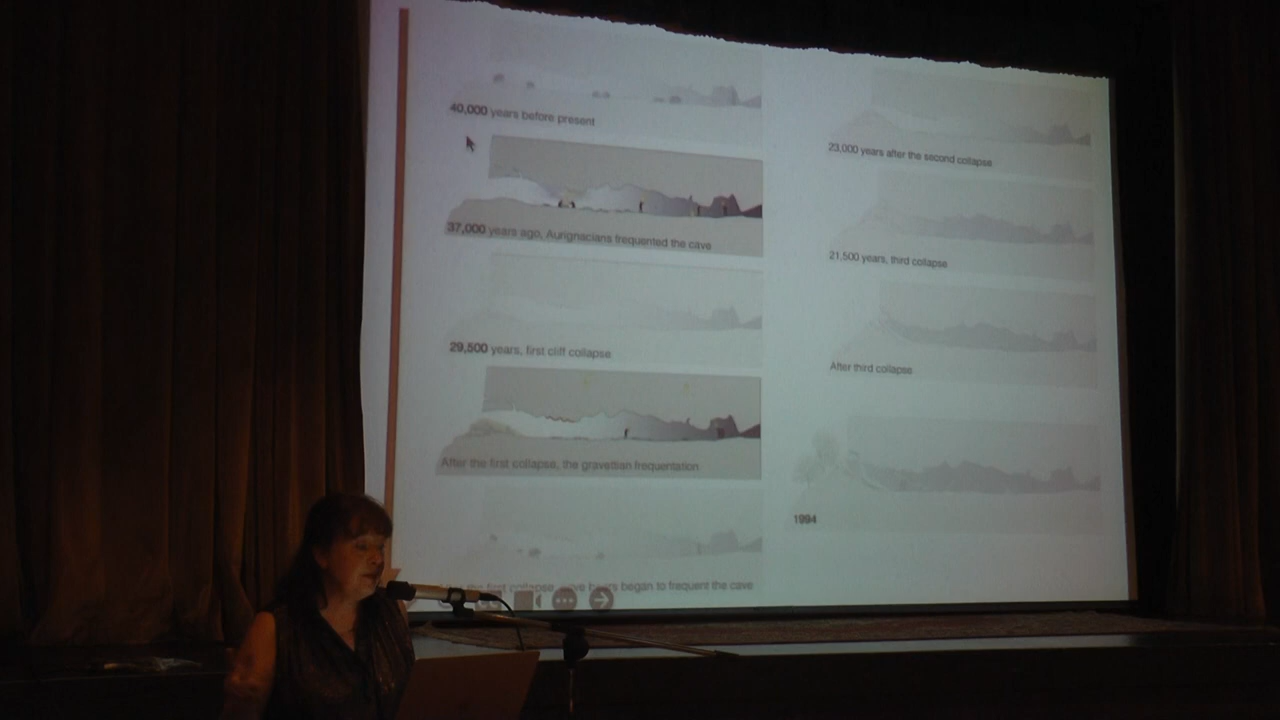 40,000 years before present
37,000 years ago, Aurignacians frequented the cave
29,500 years, first cliff collapse
After the first collapse, the gravettian frequentation
the first collapse, cave bears began to frequent the cave
23,000 years after the second collapse
21,500 years, third collapse
After third collapse
1994